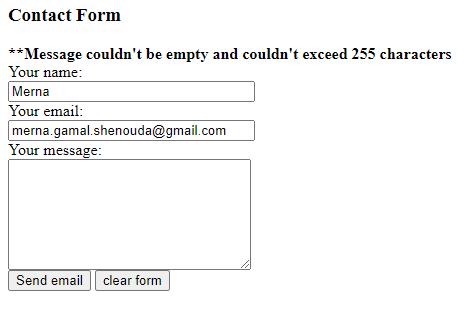 Contact Form
**Message couldn't be empty and couldn't exceed 255 characters
Your name:
Merna
Your email:
merna.gamal.shenouda@gmail.com
Your message:
Send email clear form